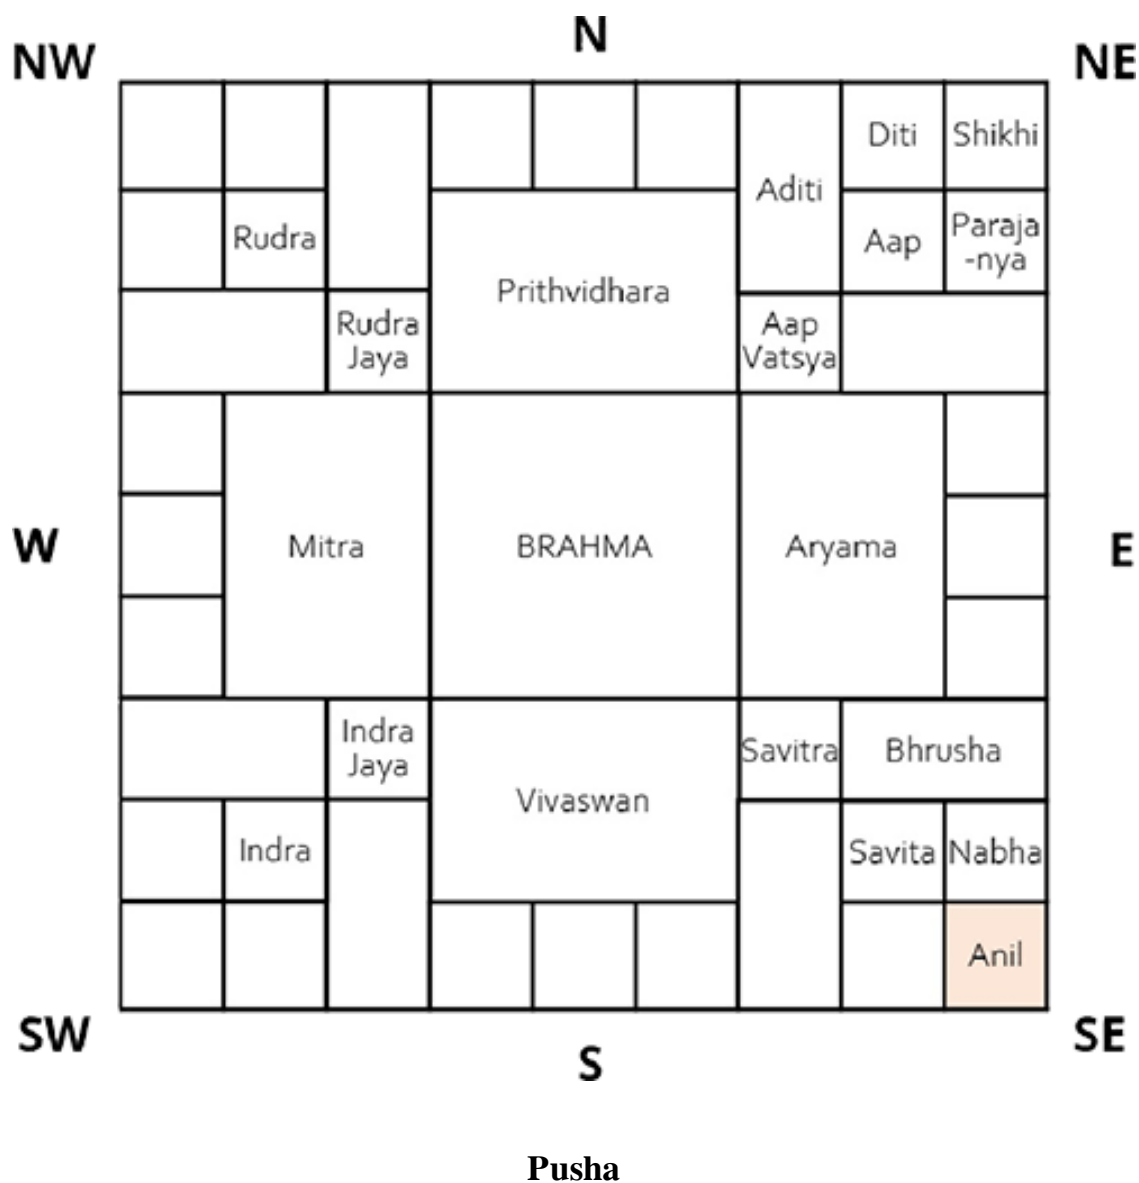 N
NW
NE
Diti
Shikhi
Aditi
Rudra
Aap
Paraja
-nya
Prithvidhara
Rudra
Jaya
Aap
Vatsya
W
Mitra
BRAHMA
Aryama
E
Indra
Jaya
Savitra
Bhrusha
Vivaswan
Indra
Savita
Nabha
Anil
SW
SE
S
Pusha